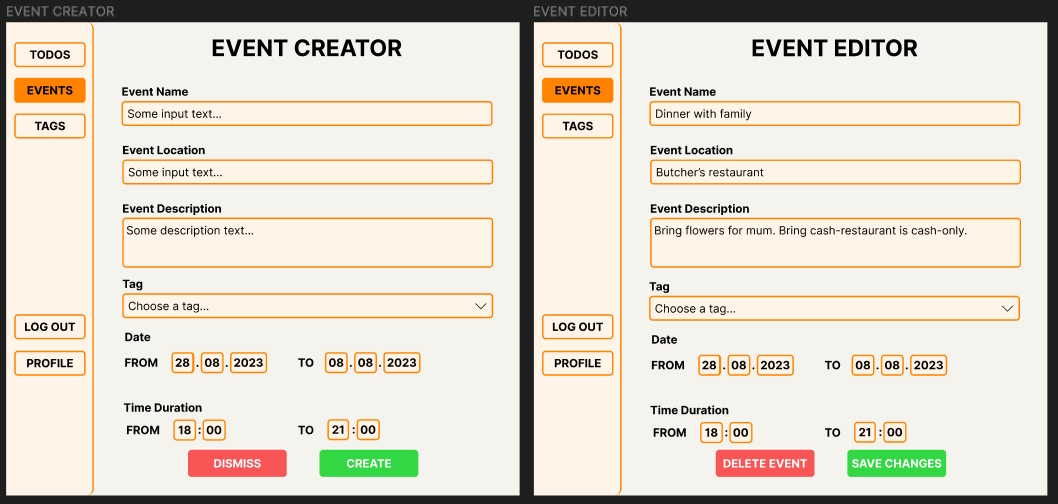 EVENT CREATOR
TODOS
EVENTS
TAGS
LOG OUT
PROFILE
EVENT CREATOR
Event Name
Some input text...
Event Location
Some input text...
Event Description
Some description text...
Tag
Choose a tag...
Date
FROM 28 . 08 . 2023 TO 08 . 08 . 2023
Time Duration
FROM 18 : 00 TO 21 : 00
DISMISS CREATE
EVENT EDITOR
TODOS
EVENTS
TAGS
LOG OUT
PROFILE
EVENT EDITOR
Event Name
Dinner with family
Event Location
Butcher’s restaurant
Event Description
Bring flowers for mum. Bring cash-restaurant is cash-only.
Tag
Choose a tag...
Date
FROM 28 . 08 . 2023 TO 08 . 08 . 2023
Time Duration
FROM 18 : 00 TO 21 : 00
DELETE EVENT SAVE CHANGES